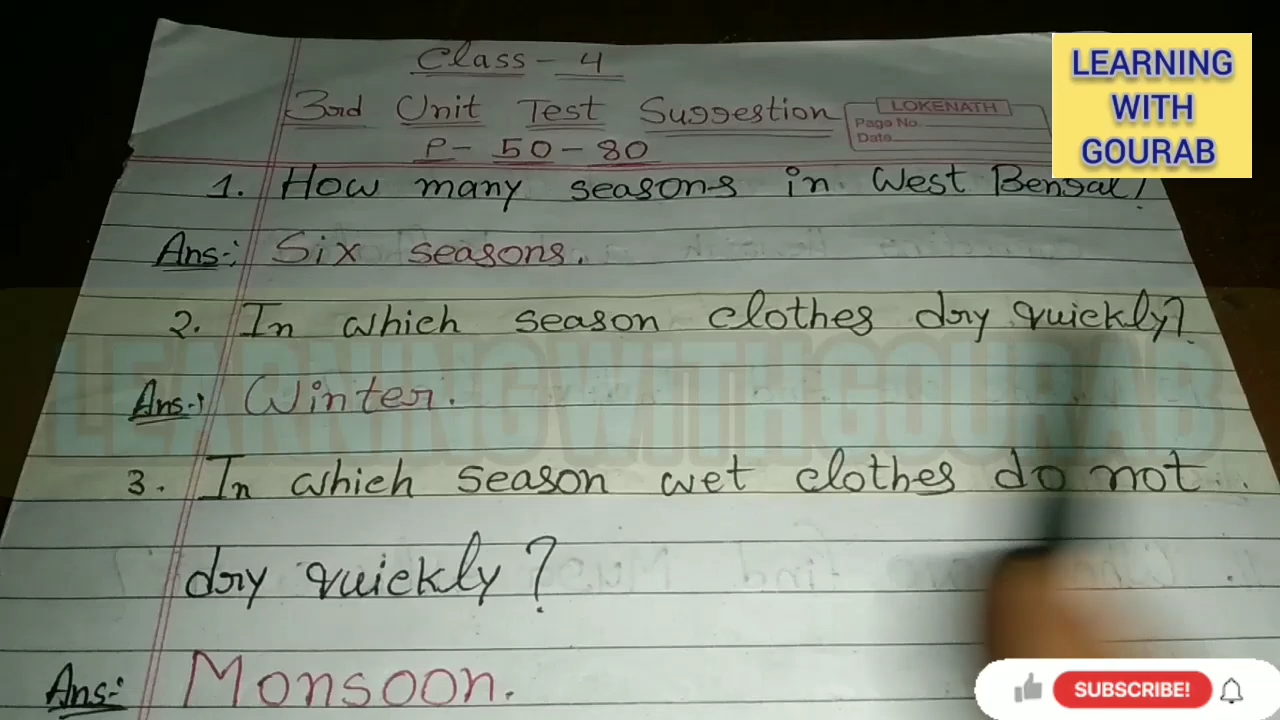 Class - 4
3rd Unit Test Suggestion
P - 50 - 80
LOKENATH
Page No.
Date
LEARNING
WITH
GOURAB
1. How many seasons in West Bengal?
Ans:- Six seasons.
2. In which season clothes dry quickly?
Ans:- Winter.
LEARNINGWITHGOURAB
3. In which season wet clothes do not
dry quickly?
Ans:- Monsoon.
SUBSCRIBE!